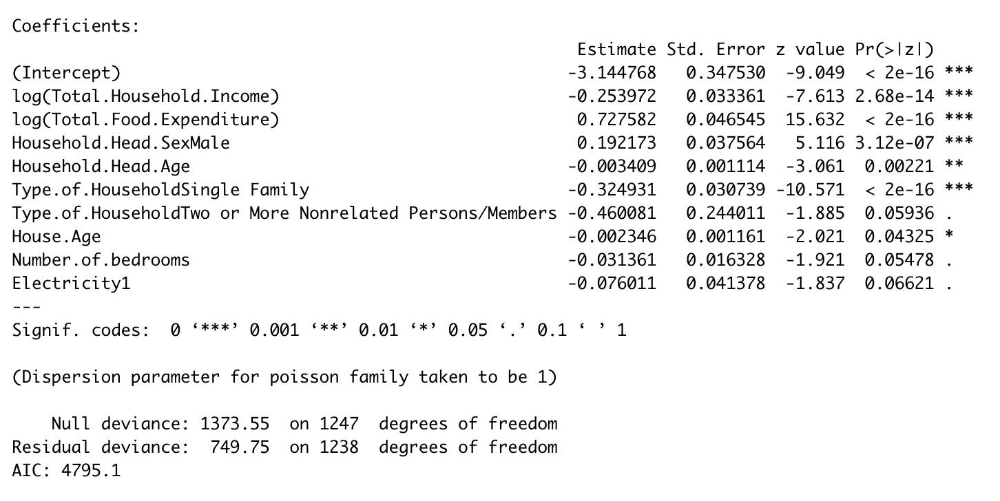 Coefficients:
Estimate Std. Error z value Pr(>|z|)
(Intercept) -3.144768 0.347530 -9.049 < 2e-16 ***
log(Total.Household.Income) -0.253972 0.033361 -7.613 2.68e-14 ***
log(Total.Food.Expenditure) 0.727582 0.046545 15.632 < 2e-16 ***
Household.Head.SexMale 0.192173 0.037564 5.116 3.12e-07 ***
Household.Head.Age -0.003409 0.001114 -3.061 0.00221 **
Type.of.HouseholdSingle Family -0.324931 0.030739 -10.571 < 2e-16 ***
Type.of.HouseholdTwo or More Nonrelated Persons/Members -0.460081 0.244011 -1.885 0.05936 .
House.Age -0.002346 0.001161 -2.021 0.04325 *
Number.of.bedrooms -0.031361 0.016328 -1.921 0.05478 .
Electricity1 -0.076011 0.041378 -1.837 0.06621 .
---
Signif. codes:  0 ‘***’ 0.001 ‘**’ 0.01 ‘*’ 0.05 ‘.’ 0.1 ‘ ’ 1
(Dispersion parameter for poisson family taken to be 1)
Null deviance: 1373.55  on 1247  degrees of freedom
Residual deviance:  749.75  on 1238  degrees of freedom
AIC: 4795.1